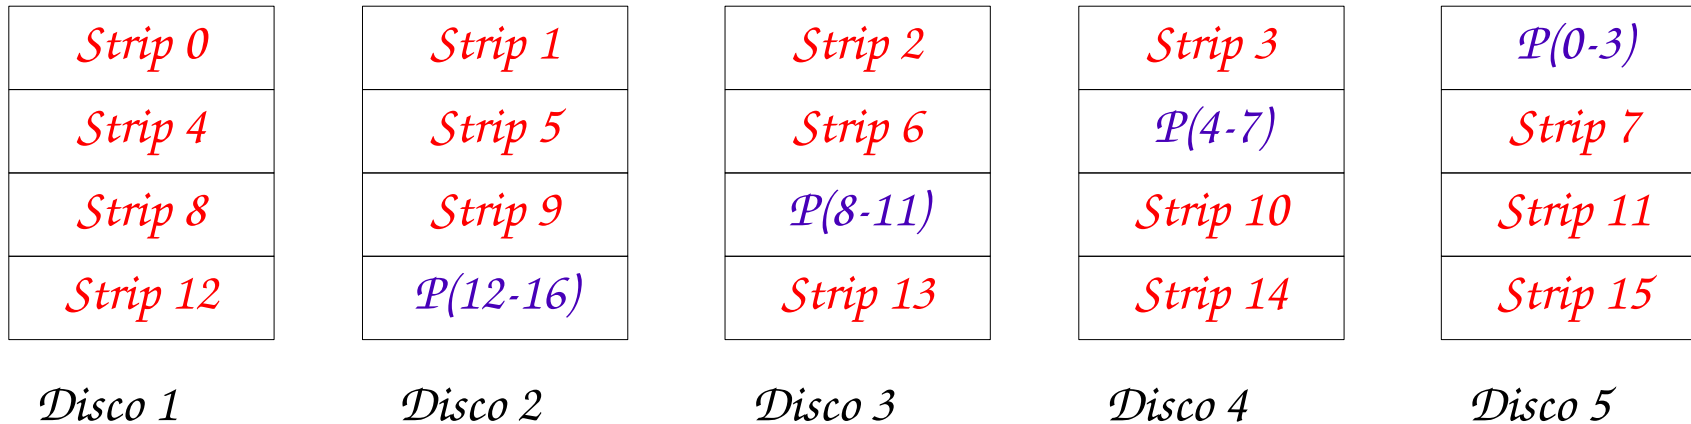 Strip 0 Strip 1 Strip 2 Strip 3 P(0-3)
Strip 4 Strip 5 Strip 6 P(4-7) Strip 7
Strip 8 Strip 9 P(8-11) Strip 10 Strip 11
Strip 12 P(12-16) Strip 13 Strip 14 Strip 15
Disco 1 Disco 2 Disco 3 Disco 4 Disco 5